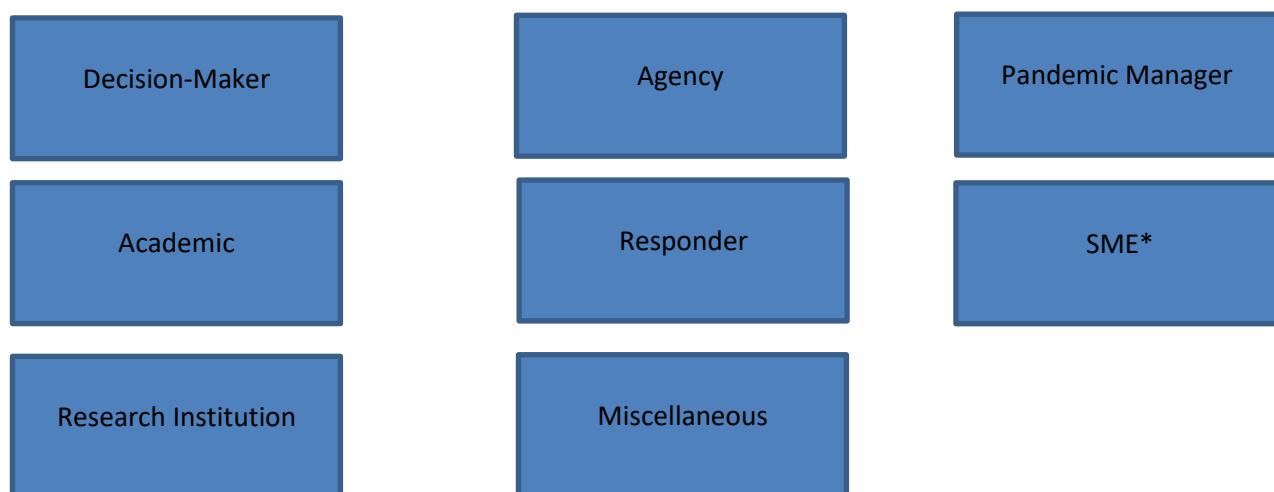 Decision-Maker
Agency
Pandemic Manager
Academic
Responder
SME*
Research Institution
Miscellaneous